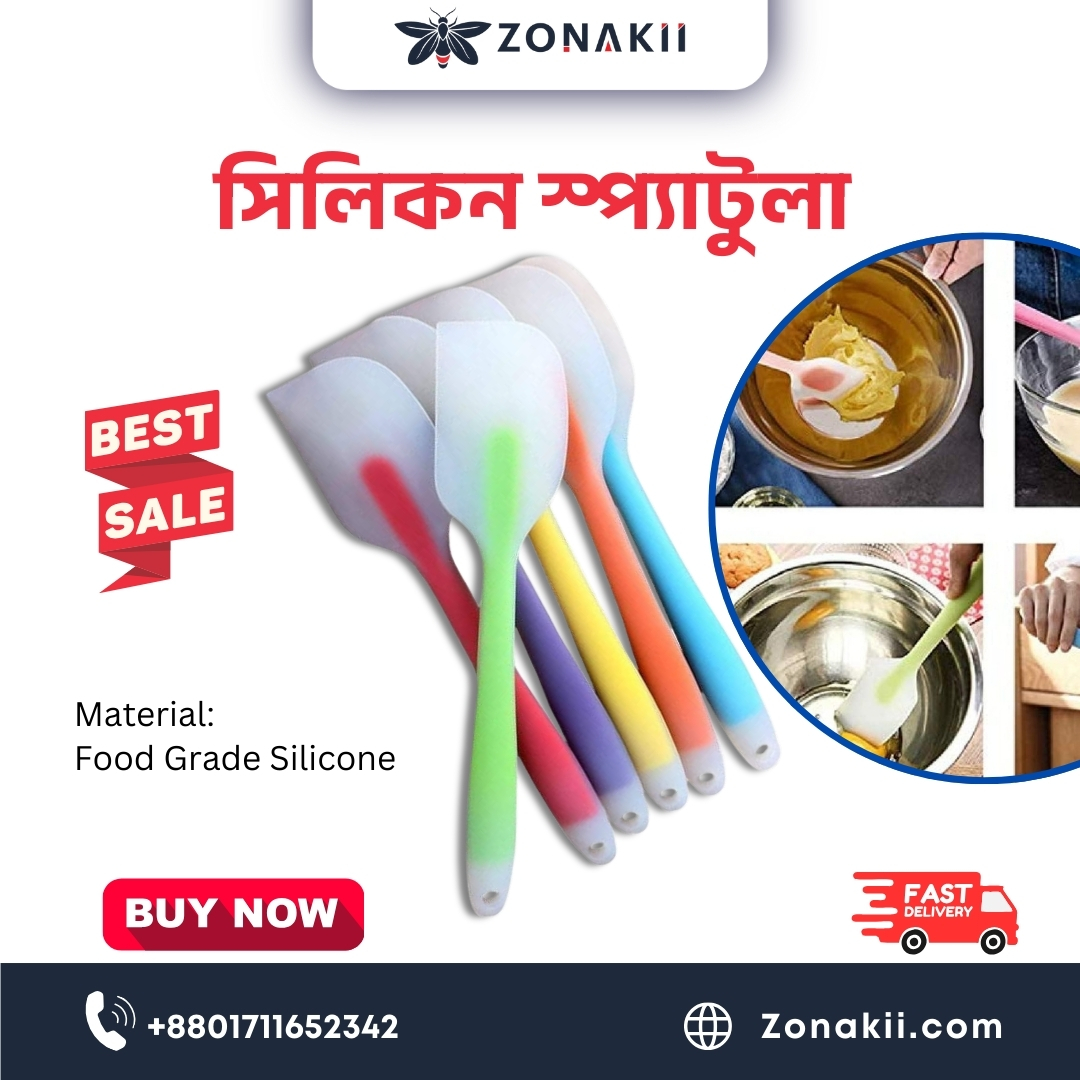 ZONAKII
সিলিকন স্প্যাটুলা
BEST
SALE
Material:
Food Grade Silicone
BUY NOW
FAST
DELIVERY
+8801711652342
Zonakii.com